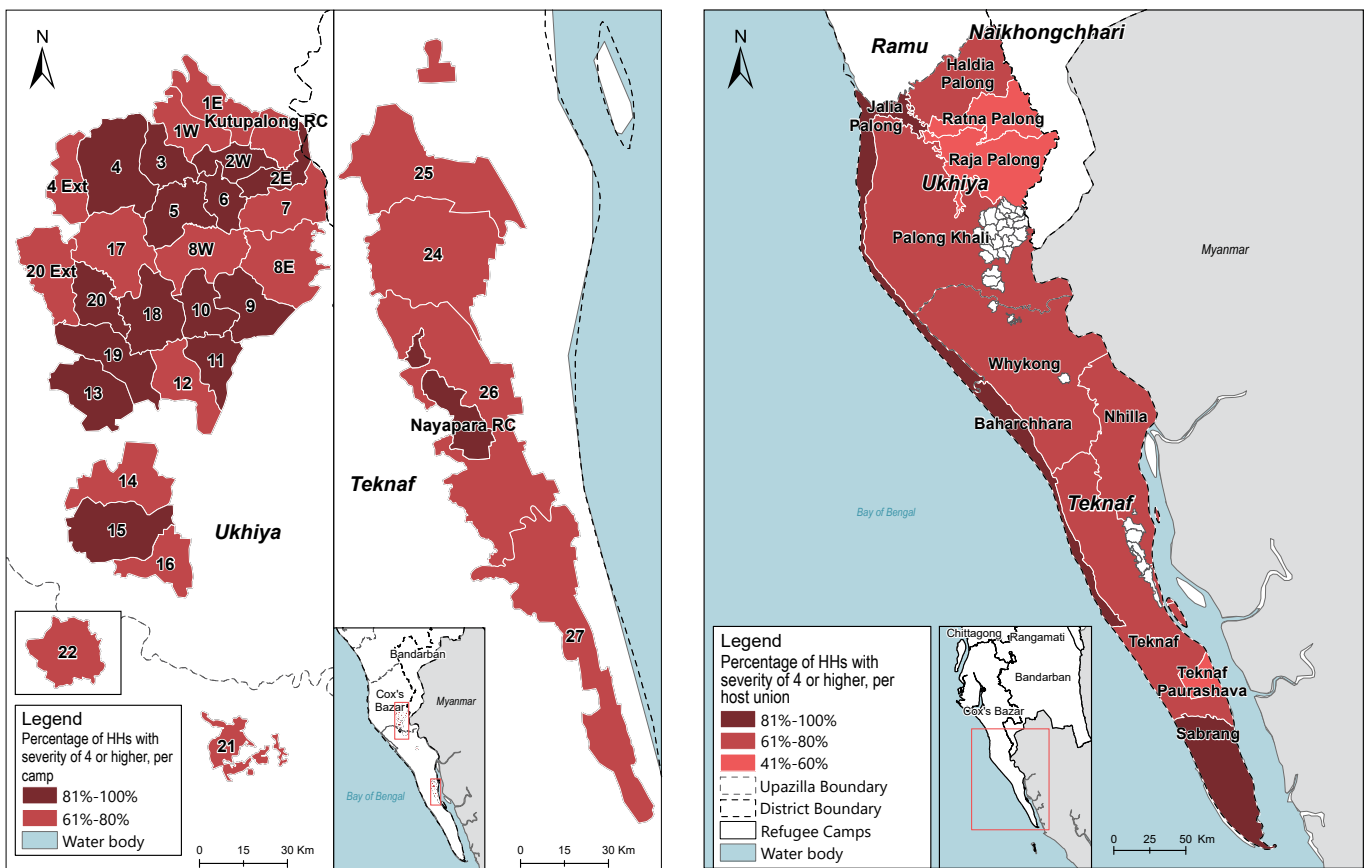 N
1E
Kutupalong RC
1W
4
3
2W
2E
4 Ext
5
6
7
17
8W
8E
20 Ext
20
18
10
9
19
11
13
12
14
15
16
Ukhiya
22
21
Legend
Percentage of HHs with
severity of 4 or higher, per
camp
81%-100%
61%-80%
Water body
0 15 30 Km
25
24
26
Nayapara RC
Teknaf
27
Bandarban
Cox's
Bazar
Myanmar
Bay of Bengal
0 15 30 Km
N
Ramu
Naikhongchhari
Haldia
Palong
Jalia
Palong
Ratna Palong
Raja Palong
Ukhiya
Palong Khali
Myanmar
Whykong
Baharchhara
Nhilla
Teknaf
Bay of Bengal
Teknaf
Teknaf
Paurashava
Sabrang
Legend
Percentage of HHs with
severity of 4 or higher, per
host union
81%-100%
61%-80%
41%-60%
Upazilla Boundary
District Boundary
Refugee Camps
Water body
Chittagong
Rangamati
Bandarban
Cox's Bazar
0 25 50 Km